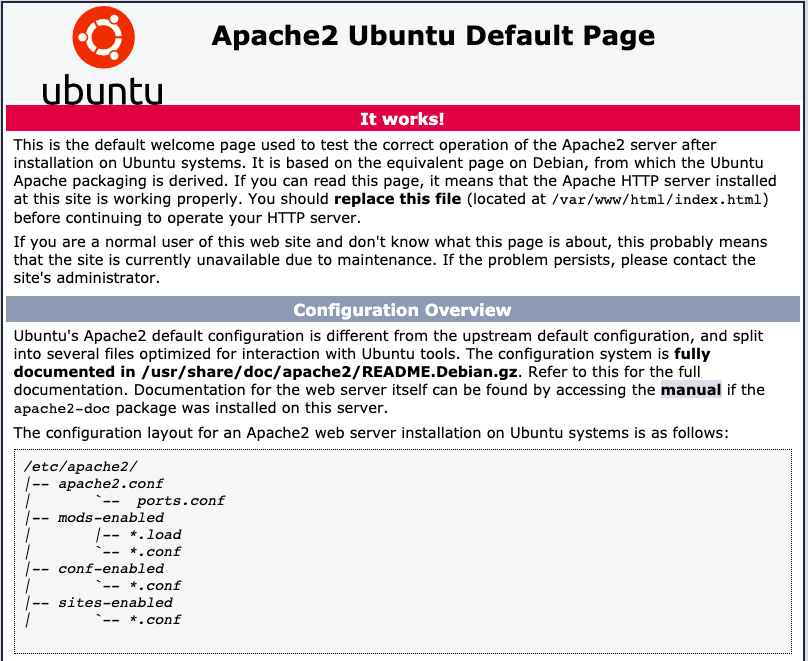 ubuntu
Apache2 Ubuntu Default Page
It works!
This is the default welcome page used to test the correct operation of the Apache2 server after
installation on Ubuntu systems. It is based on the equivalent page on Debian, from which the Ubuntu
Apache packaging is derived. If you can read this page, it means that the Apache HTTP server installed
at this site is working properly. You should replace this file (located at /var/www/html/index.html)
before continuing to operate your HTTP server.
If you are a normal user of this web site and don't know what this page is about, this probably means
that the site is currently unavailable due to maintenance. If the problem persists, please contact the
site's administrator.
Configuration Overview
Ubuntu's Apache2 default configuration is different from the upstream default configuration, and split
into several files optimized for interaction with Ubuntu tools. The configuration system is fully
documented in /usr/share/doc/apache2/README.Debian.gz. Refer to this for the full
documentation. Documentation for the web server itself can be found by accessing the manual if the
apache2-doc package was installed on this server.
The configuration layout for an Apache2 web server installation on Ubuntu systems is as follows:
/etc/apache2/
|-- apache2.conf
|       `--  ports.conf
|-- mods-enabled
|       |-- *.load
|       `-- *.conf
|-- conf-enabled
|       `-- *.conf
|-- sites-enabled
|       `-- *.conf